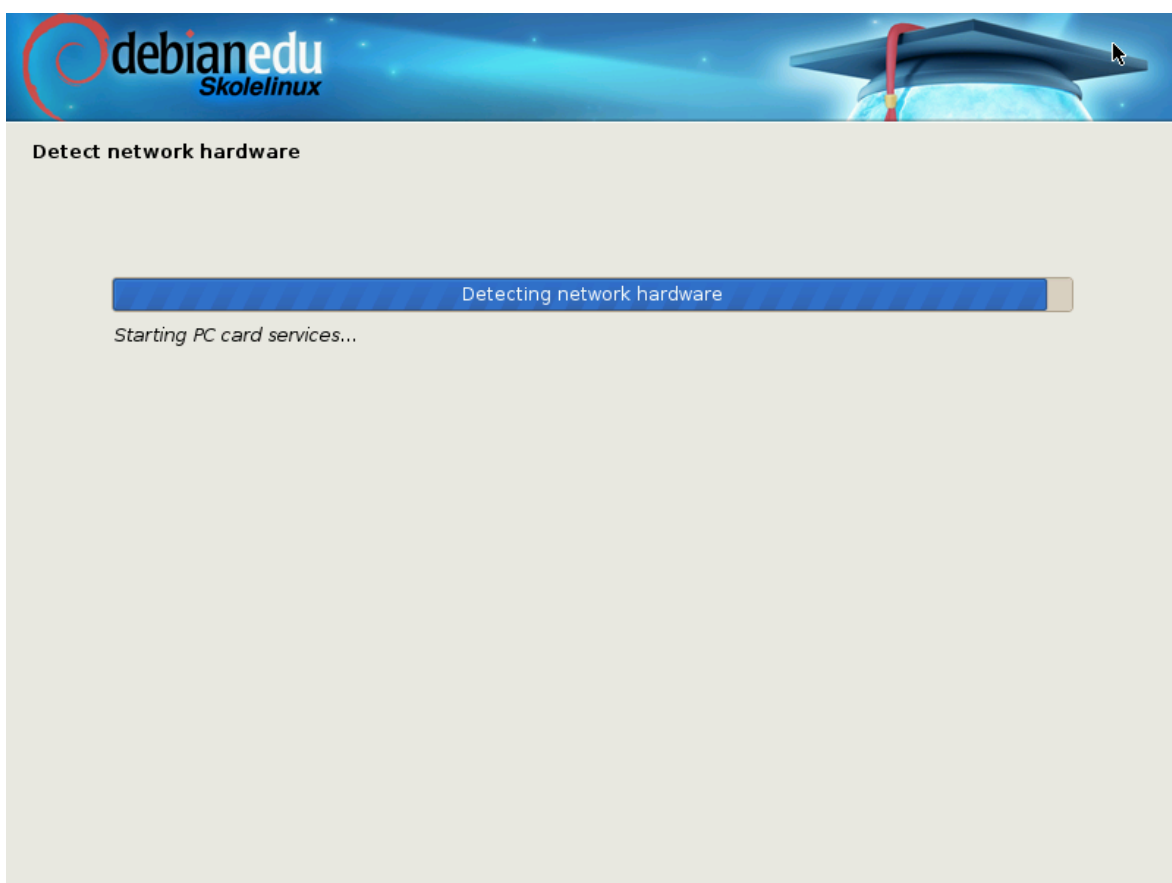 debianedu
Skolelinux
Detect network hardware
Detecting network hardware
Starting PC card services...